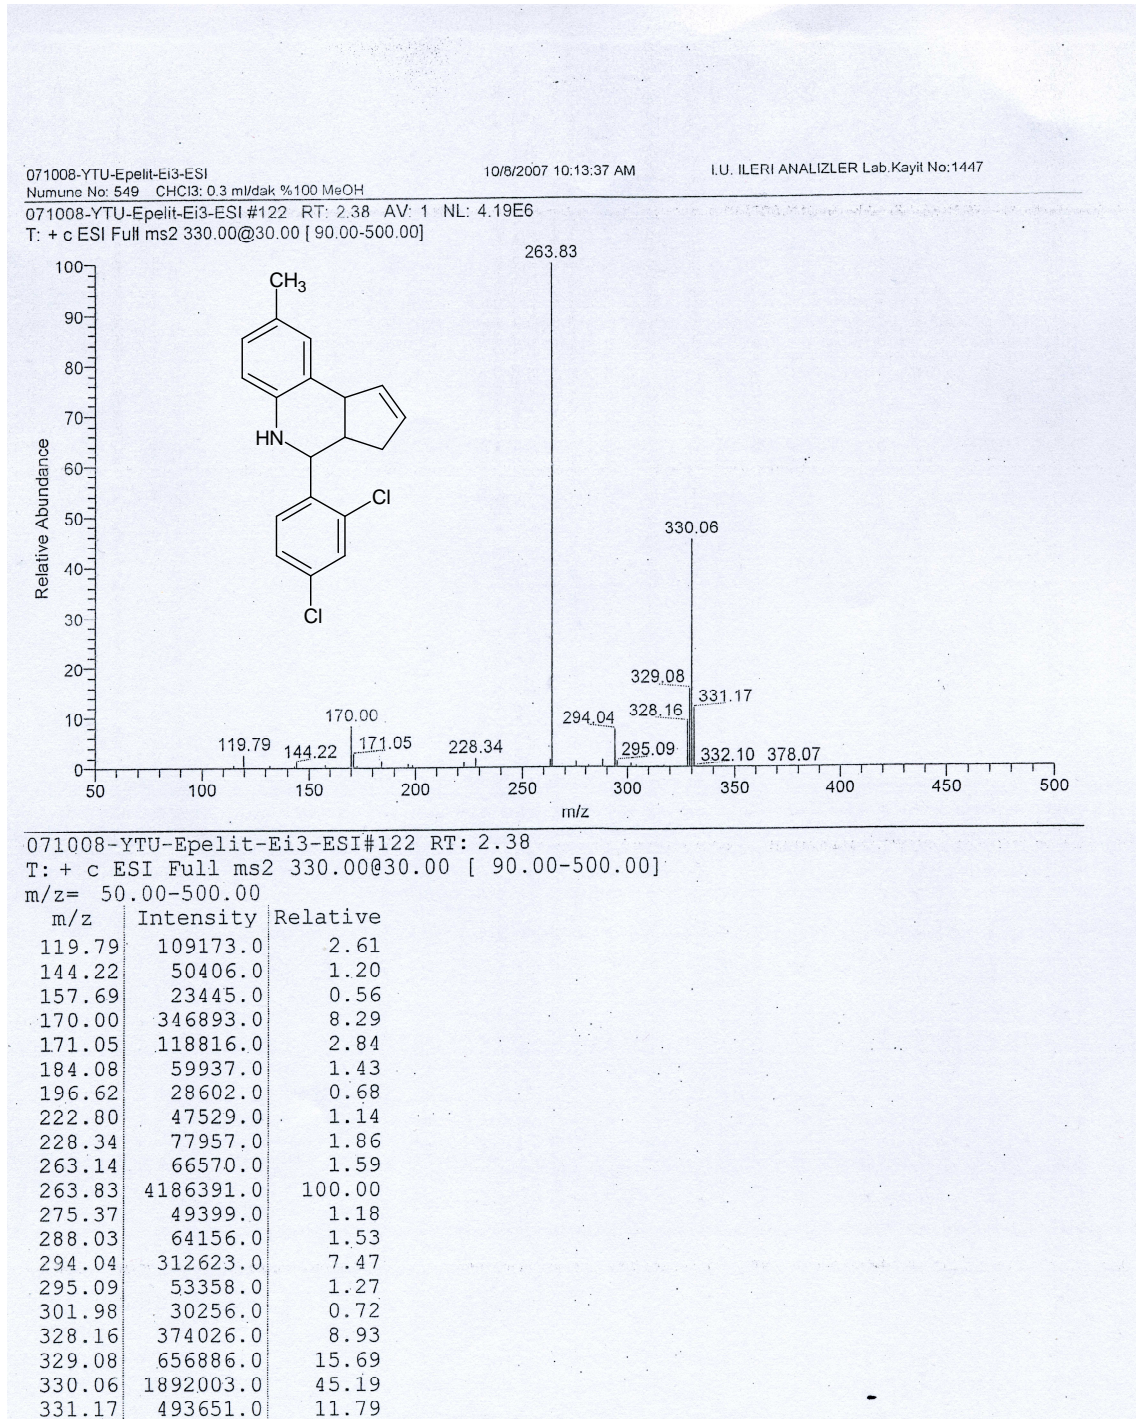 071008-YTU-Epelit-Ei3-ESI 10/8/2007 10:13:37 AM I.U. ILERI ANALIZLER Lab.Kayit No:1447
Numune No: 549 CHCl3: 0.3 ml/dak %100 MeOH
071008-YTU-Epelit-Ei3-ESI #122 RT: 2.38 AV: 1 NL: 4.19E6
T: + c ESI Full ms2 330.00@30.00 [ 90.00-500.00]
263.83
100
CH3
90
80
70
HN
60
Cl
50
330.06
40
Cl
30
20
329.08
331.17
170.00
294.04 328.16
10
119.79 144.22 171.05 228.34 295.09 332.10 378.07
0
Relative Abundance
50 100 150 200 250 300 350 400 450 500
m/z
071008-YTU-Epelit-Ei3-ESI#122 RT: 2.38
T: + c ESI Full ms2 330.00@30.00 [ 90.00-500.00]
m/z= 50.00-500.00
m/z Intensity Relative
119.79 109173.0 2.61
144.22 50406.0 1.20
157.69 23445.0 0.56
170.00 346893.0 8.29
171.05 118816.0 2.84
184.08 59937.0 1.43
196.62 28602.0 0.68
222.80 47529.0 1.14
228.34 77957.0 1.86
263.14 66570.0 1.59
263.83 4186391.0 100.00
275.37 49399.0 1.18
288.03 64156.0 1.53
294.04 312623.0 7.47
295.09 53358.0 1.27
301.98 30256.0 0.72
328.16 374026.0 8.93
329.08 656886.0 15.69
330.06 1892003.0 45.19
331.17 493651.0 11.79